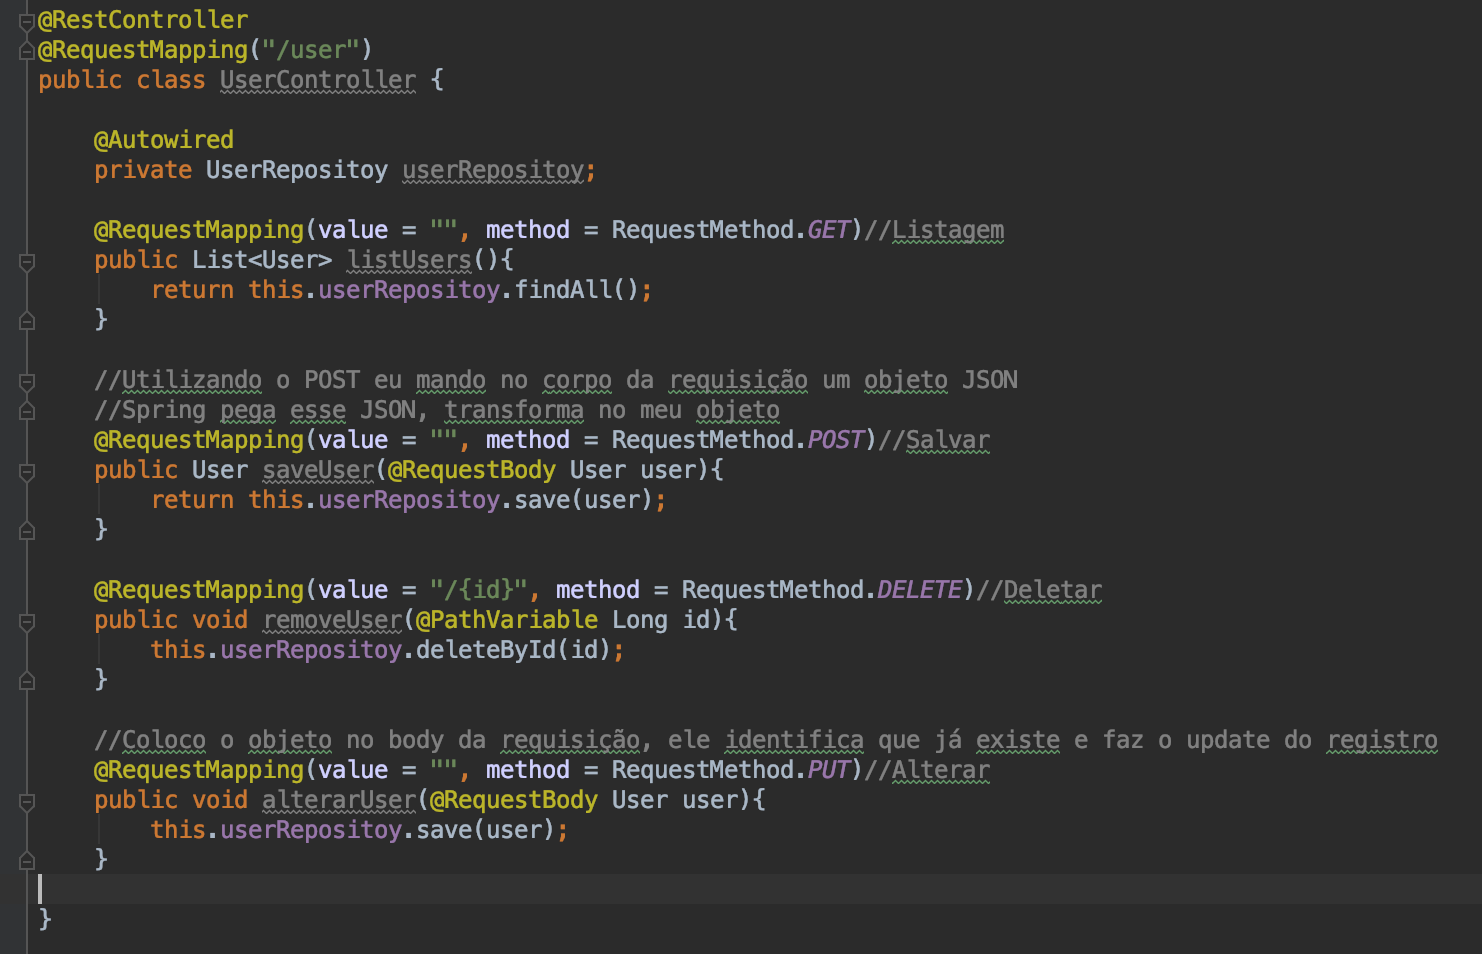 @RestController
@RequestMapping("/user")
public class UserController {
@Autowired
private UserRepositoy userRepositoy;
@RequestMapping(value = "", method = RequestMethod.GET)//Listagem
public List<User> listUsers(){
return this.userRepositoy.findAll();
}
//Utilizando o POST eu mando no corpo da requisição um objeto JSON
//Spring pega esse JSON, transforma no meu objeto
@RequestMapping(value = "", method = RequestMethod.POST)//Salvar
public User saveUser(@RequestBody User user){
return this.userRepositoy.save(user);
}
@RequestMapping(value = "/{id}", method = RequestMethod.DELETE)//Deletar
public void removeUser(@PathVariable Long id){
this.userRepositoy.deleteById(id);
}
//Coloco o objeto no body da requisição, ele identifica que já existe e faz o update do registro
@RequestMapping(value = "", method = RequestMethod.PUT)//Alterar
public void alterarUser(@RequestBody User user){
this.userRepositoy.save(user);
}
}